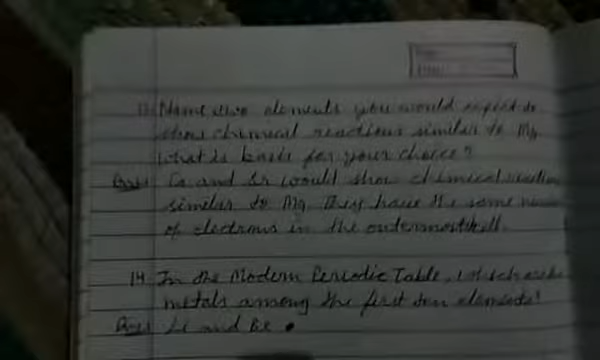 13 Name two elements you would expect to
show chemical reactions similar to Mg
what is basis for your choice?
Ans: Ca and Sr would show chemical reaction
similar to Mg. They have the same
of electrons in the outermost shell.
14 In the Modern Periodic Table, which are
metals among the first ten elements?
Ans: Li and Be